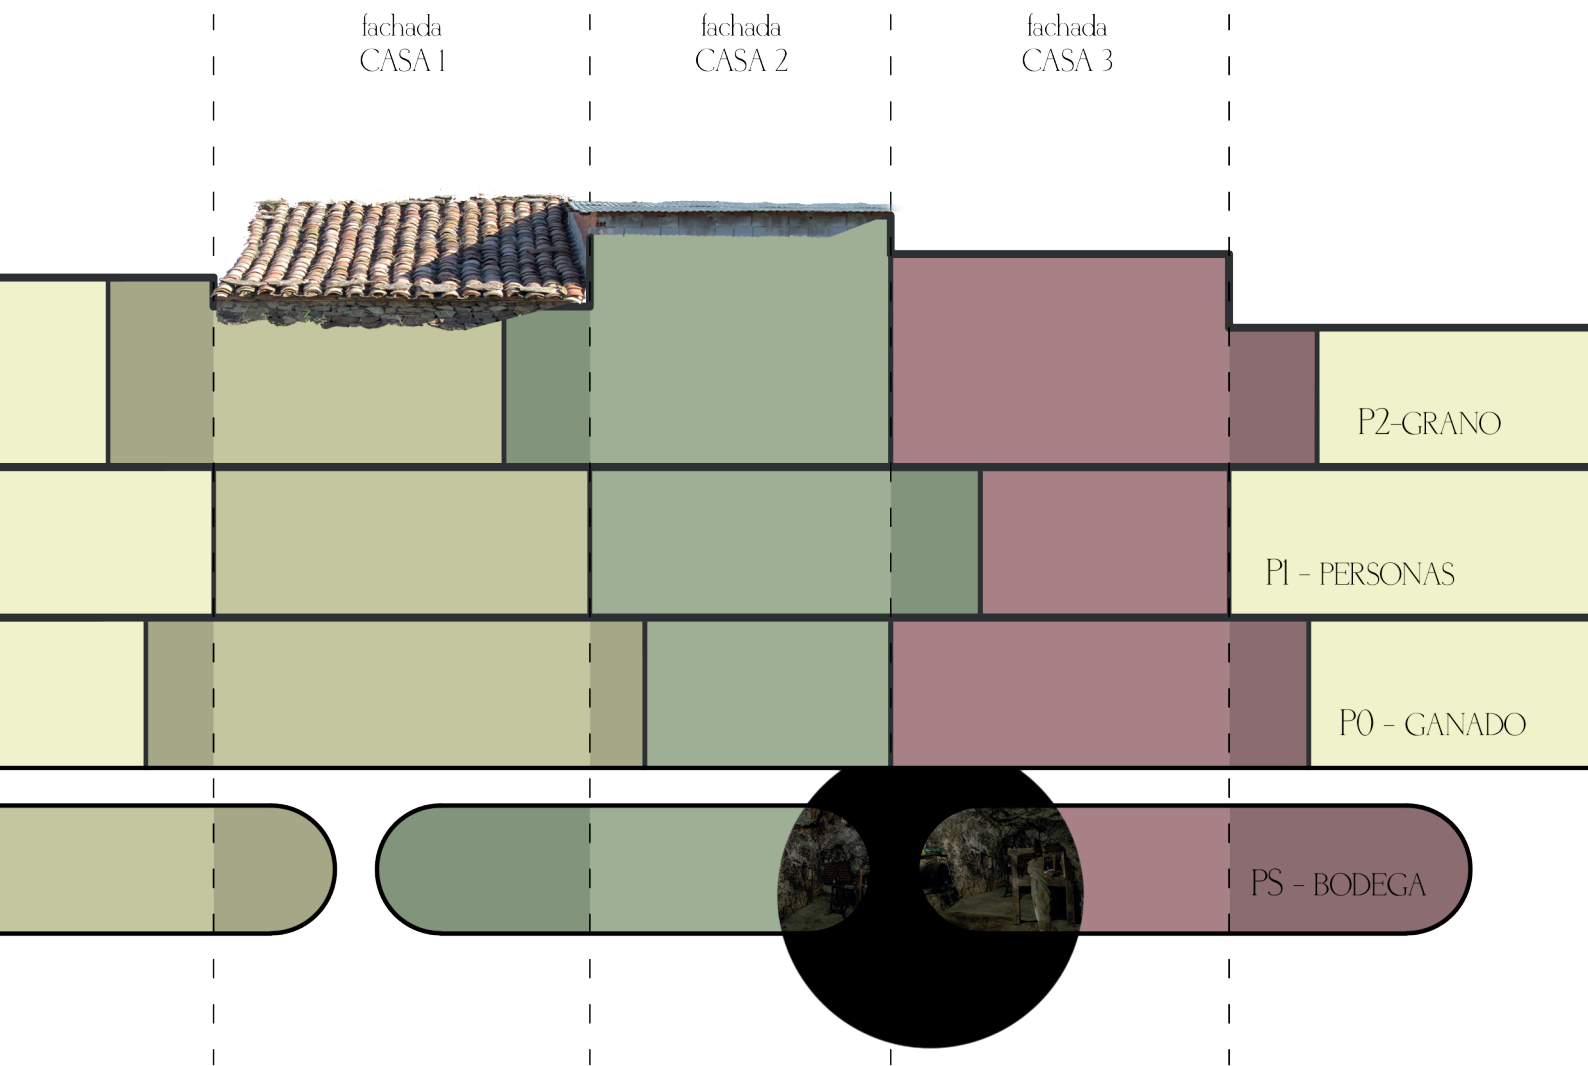 fachada
CASA 1
fachada
CASA 2
fachada
CASA 3
P2-GRANO
P1 - PERSONAS
P0 - GANADO
PS - BODEGA